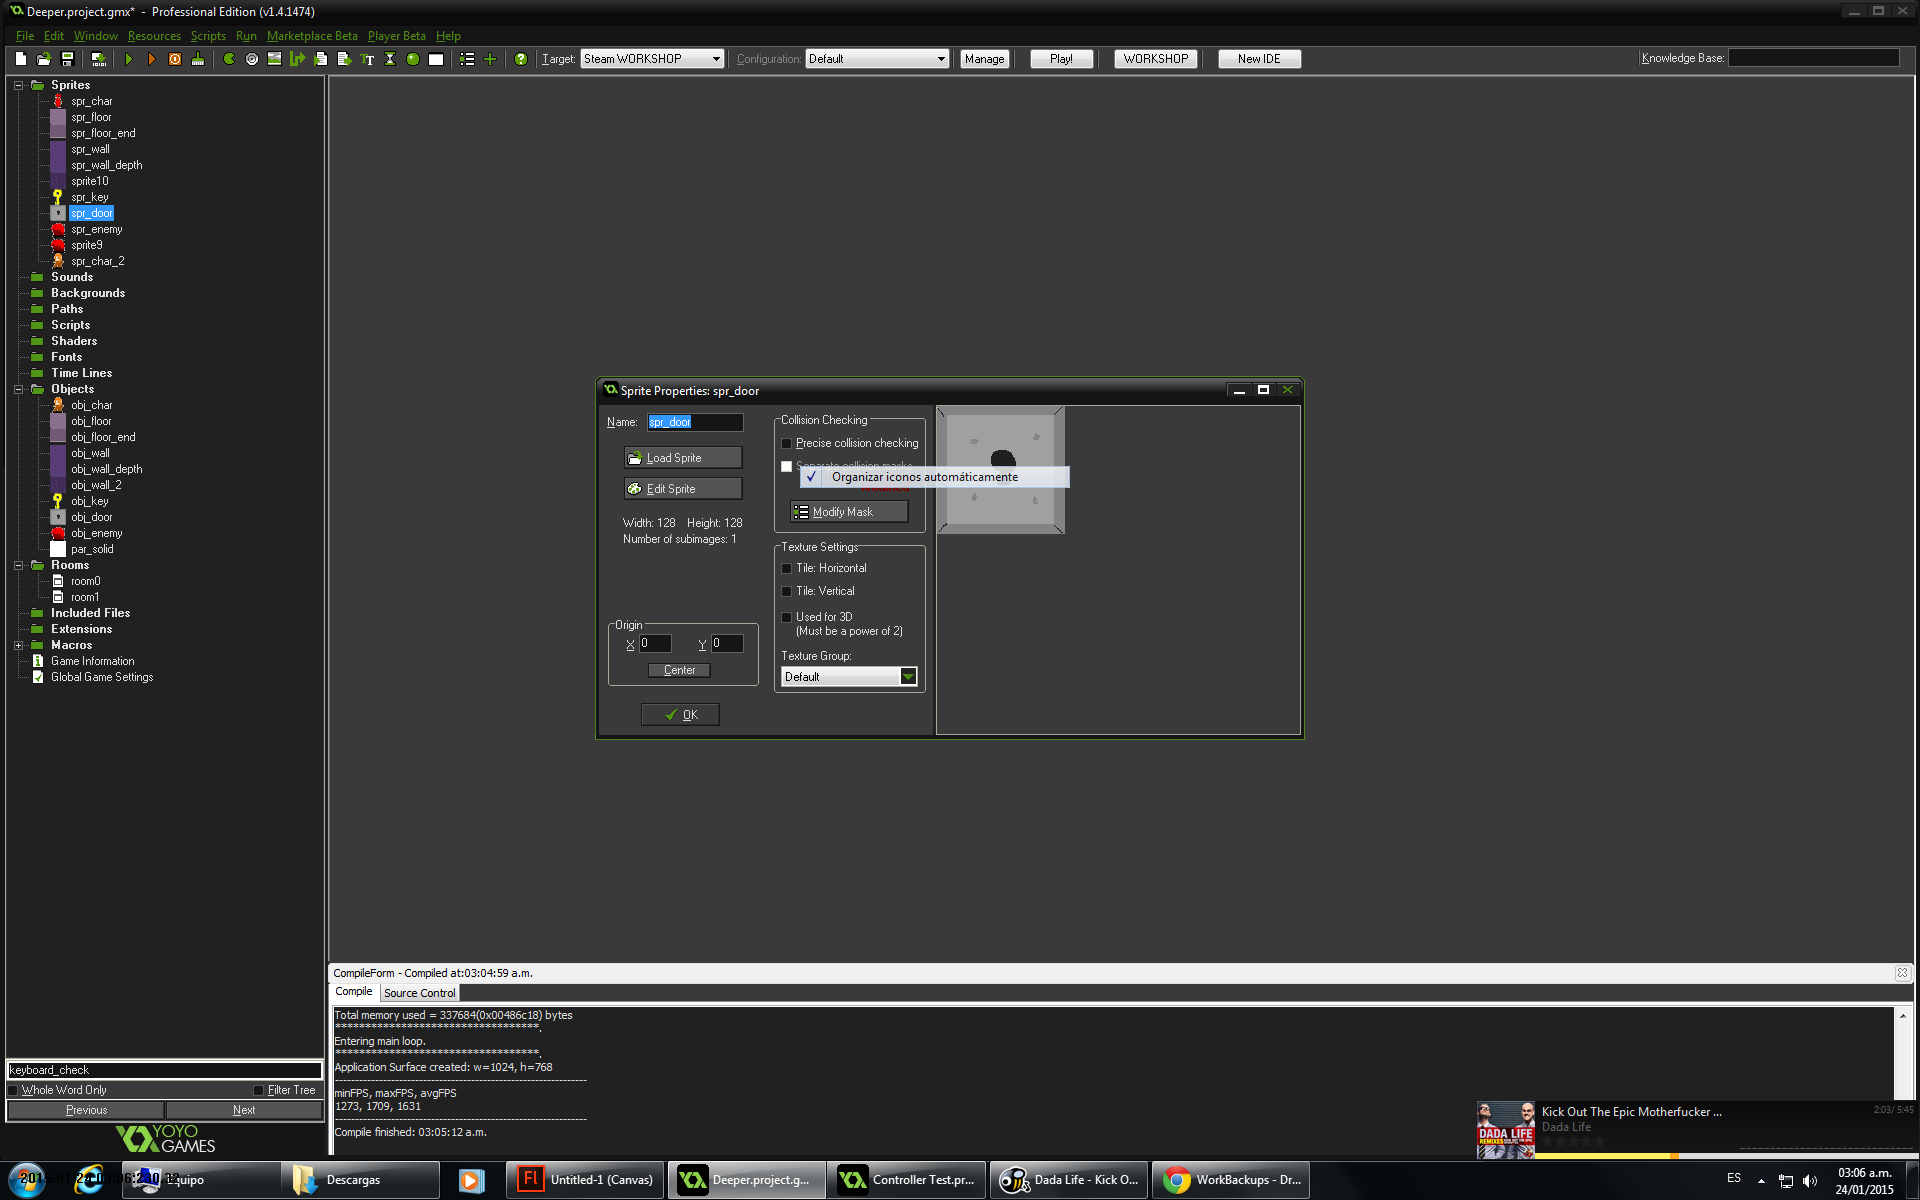 Deeper.project.gmx* - Professional Edition (v1.4.1474)
File Edit Window Resources Scripts Run Marketplace Beta Player Beta Help
Target: Steam WORKSHOP Configuration: Default Manage Play! WORKSHOP New IDE Knowledge Base:
Sprites
spr_char
spr_floor
spr_floor_end
spr_wall
spr_wall_depth
sprite10
spr_key
spr_door
spr_enemy
sprite9
spr_char_2
Sounds
Backgrounds
Paths
Scripts
Shaders
Fonts
Time Lines
Objects
obj_char
obj_floor
obj_floor_end
obj_wall
obj_wall_depth
obj_wall_2
obj_key
obj_door
obj_enemy
par_solid
Rooms
room0
room1
Included Files
Extensions
Macros
Game Information
Global Game Settings
keyboard_check
Whole Word Only Filter Tree
Previous Next
YOYO GAMES
Sprite Properties: spr_door
Name: spr_door
Load Sprite
Edit Sprite
Width: 128 Height: 128
Number of subimages: 1
Origin
X 0 Y 0
Center
OK
Collision Checking
Precise collision checking
Separate collision masks
Organizar iconos automáticamente
Modified
Modify Mask
Texture Settings
Tile: Horizontal
Tile: Vertical
Used for 3D
(Must be a power of 2)
Texture Group:
Default
CompileForm - Compiled at:03:04:59 a.m.
Compile Source Control
Total memory used = 337684(0x00486c18) bytes
**********************************.
Entering main loop.
**********************************.
Application Surface created: w=1024, h=768
minFPS, maxFPS, avgFPS
1273, 1709, 1631
Compile finished: 03:05:12 a.m.
DADA LIFE
REMIXES
Kick Out The Epic Motherfucker ...
Dada Life
2:03/ 5:45
Equipo
Descargas
Untitled-1 (Canvas)
Deeper.project.g...
Controller Test.pr...
Dada Life - Kick O...
WorkBackups - Dr...
ES
03:06 a.m.
24/01/2015